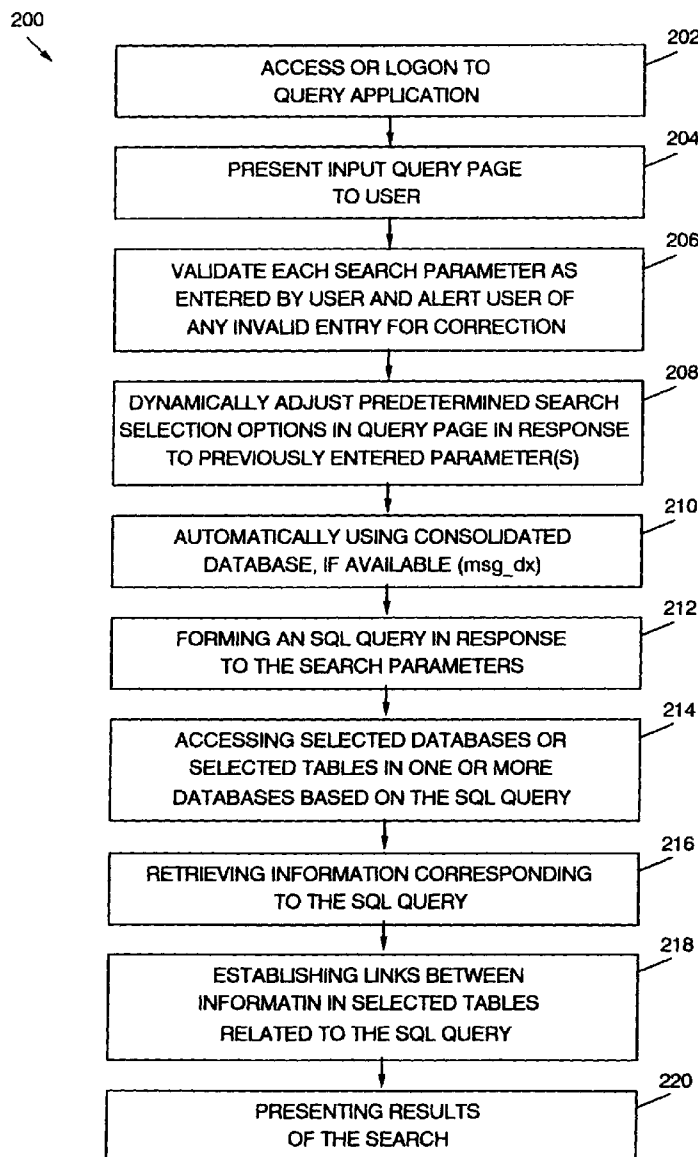 200
202
ACCESS OR LOGON TO
QUERY APPLICATION
204
PRESENT INPUT QUERY PAGE
TO USER
206
VALIDATE EACH SEARCH PARAMETER AS
ENTERED BY USER AND ALERT USER OF
ANY INVALID ENTRY FOR CORRECTION
208
DYNAMICALLY ADJUST PREDETERMINED SEARCH
SELECTION OPTIONS IN QUERY PAGE IN RESPONSE
TO PREVIOUSLY ENTERED PARAMETER(S)
210
AUTOMATICALLY USING CONSOLIDATED
DATABASE, IF AVAILABLE (msg_dx)
212
FORMING AN SQL QUERY IN RESPONSE
TO THE SEARCH PARAMETERS
214
ACCESSING SELECTED DATABASES OR
SELECTED TABLES IN ONE OR MORE
DATABASES BASED ON THE SQL QUERY
216
RETRIEVING INFORMATION CORRESPONDING
TO THE SQL QUERY
218
ESTABLISHING LINKS BETWEEN
INFORMATIN IN SELECTED TABLES
RELATED TO THE SQL QUERY
220
PRESENTING RESULTS
OF THE SEARCH